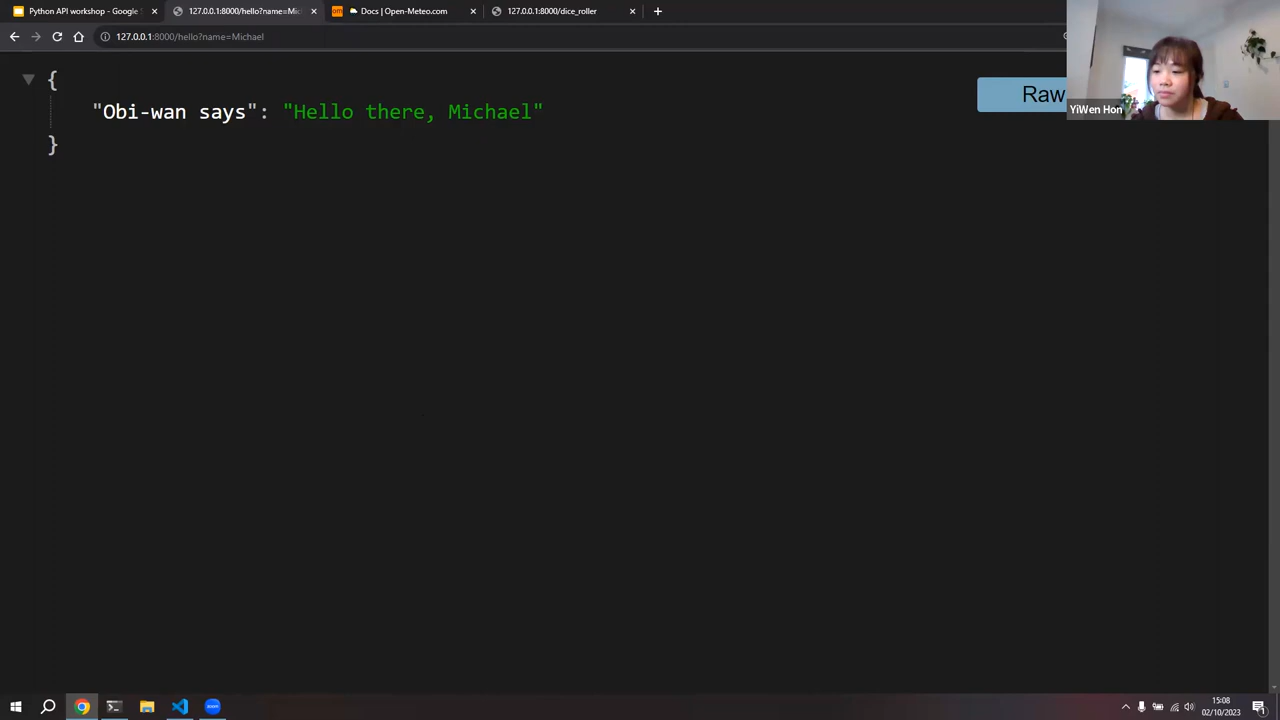 Python API workshop - Google
127.0.0.1:8000/hello?name=Mic
Docs | Open-Meteo.com
127.0.0.1:8000/dice_roller
127.0.0.1:8000/hello?name=Michael
{
"Obi-wan says": "Hello there, Michael"
}
Raw
YiWen Hon
15:08
02/10/2023